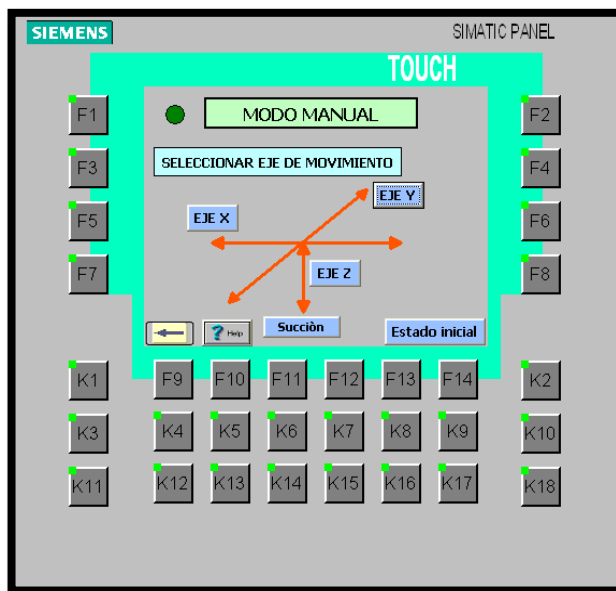 SIEMENS SIMATIC PANEL
TOUCH
F1 MODO MANUAL F2
F3 SELECCIONAR EJE DE MOVIMIENTO F4
EJE Y
F5 EJE X F6
F7 EJE Z F8
Help Succiòn Estado inicial
K1 F9 F10 F11 F12 F13 F14 K2
K3 K4 K5 K6 K7 K8 K9 K10
K11 K12 K13 K14 K15 K16 K17 K18